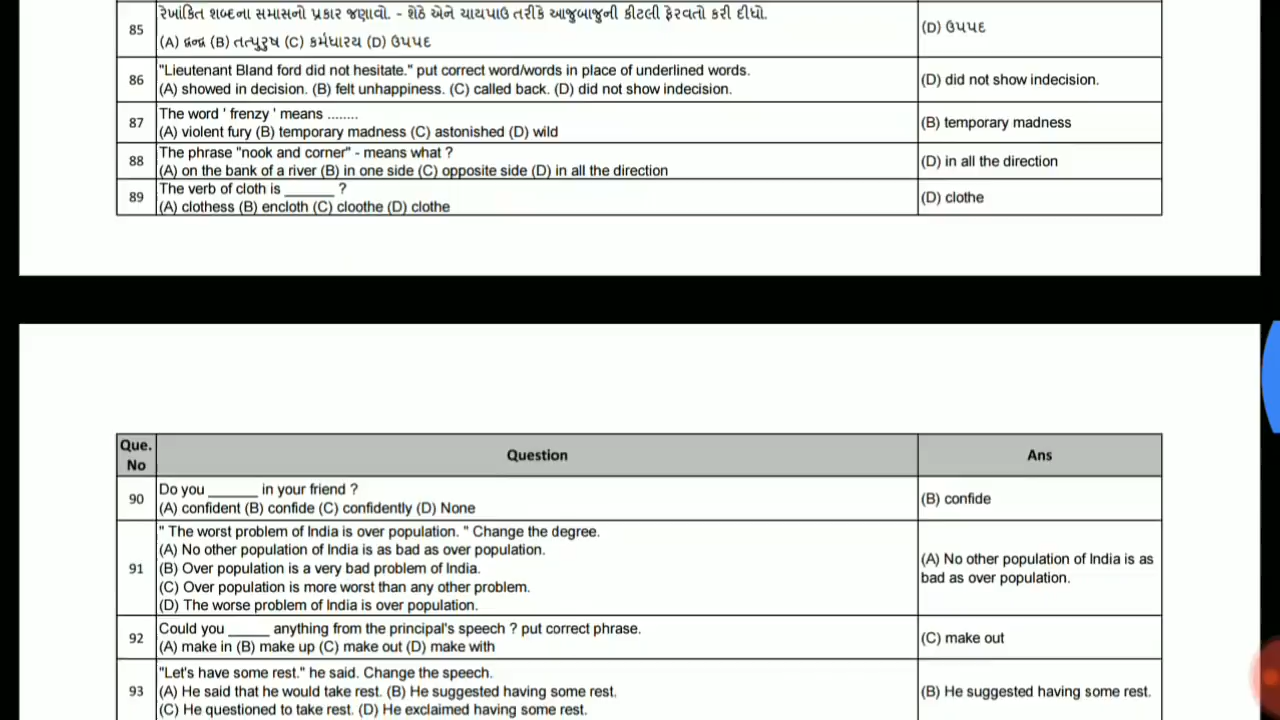 85
રેખાંકિત શબ્દના સમાસનો પ્રકાર જણાવો. - શેઠે એને ચાયપાઉ તરીકે આજુબાજુની કીટલી ફેરવતો કરી દીધો.
(A) દ્વન્દ્વ (B) તત્પુરુષ (C) કર્મધારય (D) ઉપપદ
(D) ઉપપદ
86
"Lieutenant Bland ford did not hesitate." put correct word/words in place of underlined words.
(A) showed in decision. (B) felt unhappiness. (C) called back. (D) did not show indecision.
(D) did not show indecision.
87
The word ' frenzy ' means ........
(A) violent fury (B) temporary madness (C) astonished (D) wild
(B) temporary madness
88
The phrase "nook and corner" - means what ?
(A) on the bank of a river (B) in one side (C) opposite side (D) in all the direction
(D) in all the direction
89
The verb of cloth is ______ ?
(A) clothess (B) encloth (C) cloothe (D) clothe
(D) clothe
Que. No
Question
Ans
90
Do you ______ in your friend ?
(A) confident (B) confide (C) confidently (D) None
(B) confide
91
" The worst problem of India is over population. " Change the degree.
(A) No other population of India is as bad as over population.
(B) Over population is a very bad problem of India.
(C) Over population is more worst than any other problem.
(D) The worse problem of India is over population.
(A) No other population of India is as
bad as over population.
92
Could you _____ anything from the principal's speech ? put correct phrase.
(A) make in (B) make up (C) make out (D) make with
(C) make out
93
"Let's have some rest." he said. Change the speech.
(A) He said that he would take rest. (B) He suggested having some rest.
(C) He questioned to take rest. (D) He exclaimed having some rest.
(B) He suggested having some rest.